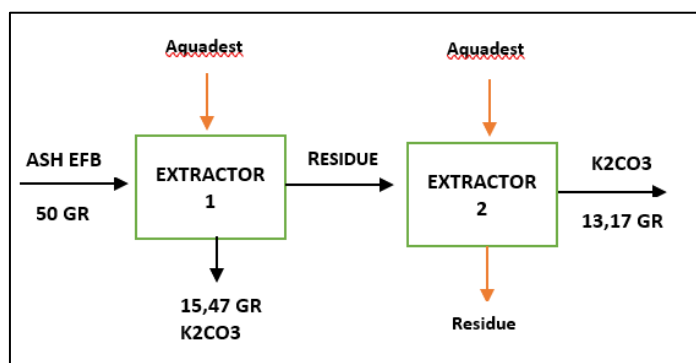 Aquadest
Aquadest
ASH EFB
50 GR
EXTRACTOR
1
RESIDUE
EXTRACTOR
2
K2CO3
13,17 GR
15,47 GR
K2CO3
Residue